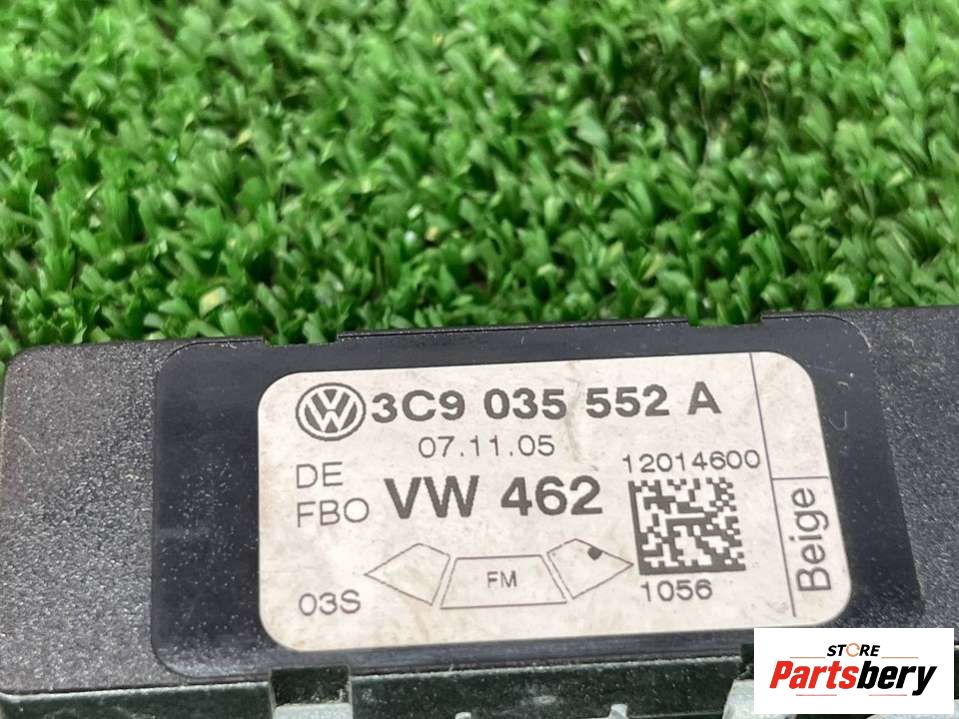 3C9 035 552 A
07.11.05
DE
FBO
VW 462
12014600
FM
03S
1056
Beige
STORE
Partsbery